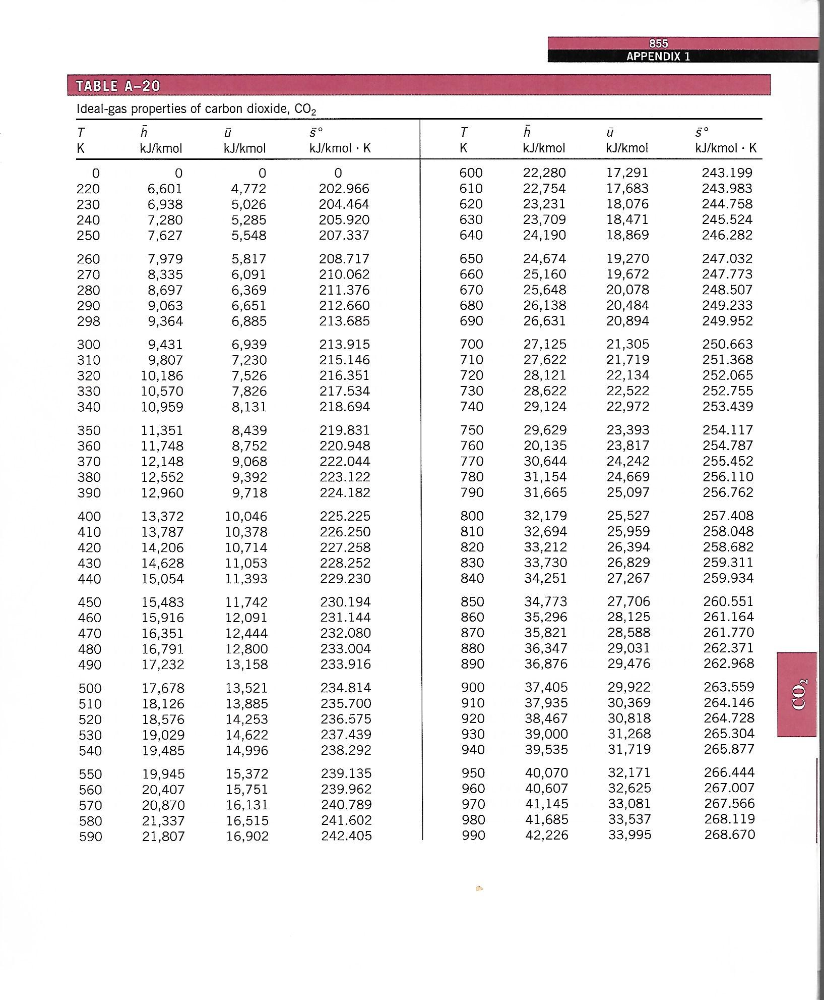 855
APPENDIX 1
TABLE A–20
Ideal-gas properties of carbon dioxide, CO₂
T h̄ ū s̄° T h̄ ū s̄°
K kJ/kmol kJ/kmol kJ/kmol · K K kJ/kmol kJ/kmol kJ/kmol · K
0 0 0 0 600 22,280 17,291 243.199
220 6,601 4,772 202.966 610 22,754 17,683 243.983
230 6,938 5,026 204.464 620 23,231 18,076 244.758
240 7,280 5,285 205.920 630 23,709 18,471 245.524
250 7,627 5,548 207.337 640 24,190 18,869 246.282
260 7,979 5,817 208.717 650 24,674 19,270 247.032
270 8,335 6,091 210.062 660 25,160 19,672 247.773
280 8,697 6,369 211.376 670 25,648 20,078 248.507
290 9,063 6,651 212.660 680 26,138 20,484 249.233
298 9,364 6,885 213.685 690 26,631 20,894 249.952
300 9,431 6,939 213.915 700 27,125 21,305 250.663
310 9,807 7,230 215.146 710 27,622 21,719 251.368
320 10,186 7,526 216.351 720 28,121 22,134 252.065
330 10,570 7,826 217.534 730 28,622 22,522 252.755
340 10,959 8,131 218.694 740 29,124 22,972 253.439
350 11,351 8,439 219.831 750 29,629 23,393 254.117
360 11,748 8,752 220.948 760 20,135 23,817 254.787
370 12,148 9,068 222.044 770 30,644 24,242 255.452
380 12,552 9,392 223.122 780 31,154 24,669 256.110
390 12,960 9,718 224.182 790 31,665 25,097 256.762
400 13,372 10,046 225.225 800 32,179 25,527 257.408
410 13,787 10,378 226.250 810 32,694 25,959 258.048
420 14,206 10,714 227.258 820 33,212 26,394 258.682
430 14,628 11,053 228.252 830 33,730 26,829 259.311
440 15,054 11,393 229.230 840 34,251 27,267 259.934
450 15,483 11,742 230.194 850 34,773 27,706 260.551
460 15,916 12,091 231.144 860 35,296 28,125 261.164
470 16,351 12,444 232.080 870 35,821 28,588 261.770
480 16,791 12,800 233.004 880 36,347 29,031 262.371
490 17,232 13,158 233.916 890 36,876 29,476 262.968
500 17,678 13,521 234.814 900 37,405 29,922 263.559
510 18,126 13,885 235.700 910 37,935 30,369 264.146
520 18,576 14,253 236.575 920 38,467 30,818 264.728
530 19,029 14,622 237.439 930 39,000 31,268 265.304
540 19,485 14,996 238.292 940 39,535 31,719 265.877
550 19,945 15,372 239.135 950 40,070 32,171 266.444
560 20,407 15,751 239.962 960 40,607 32,625 267.007
570 20,870 16,131 240.789 970 41,145 33,081 267.566
580 21,337 16,515 241.602 980 41,685 33,537 268.119
590 21,807 16,902 242.405 990 42,226 33,995 268.670
CO₂